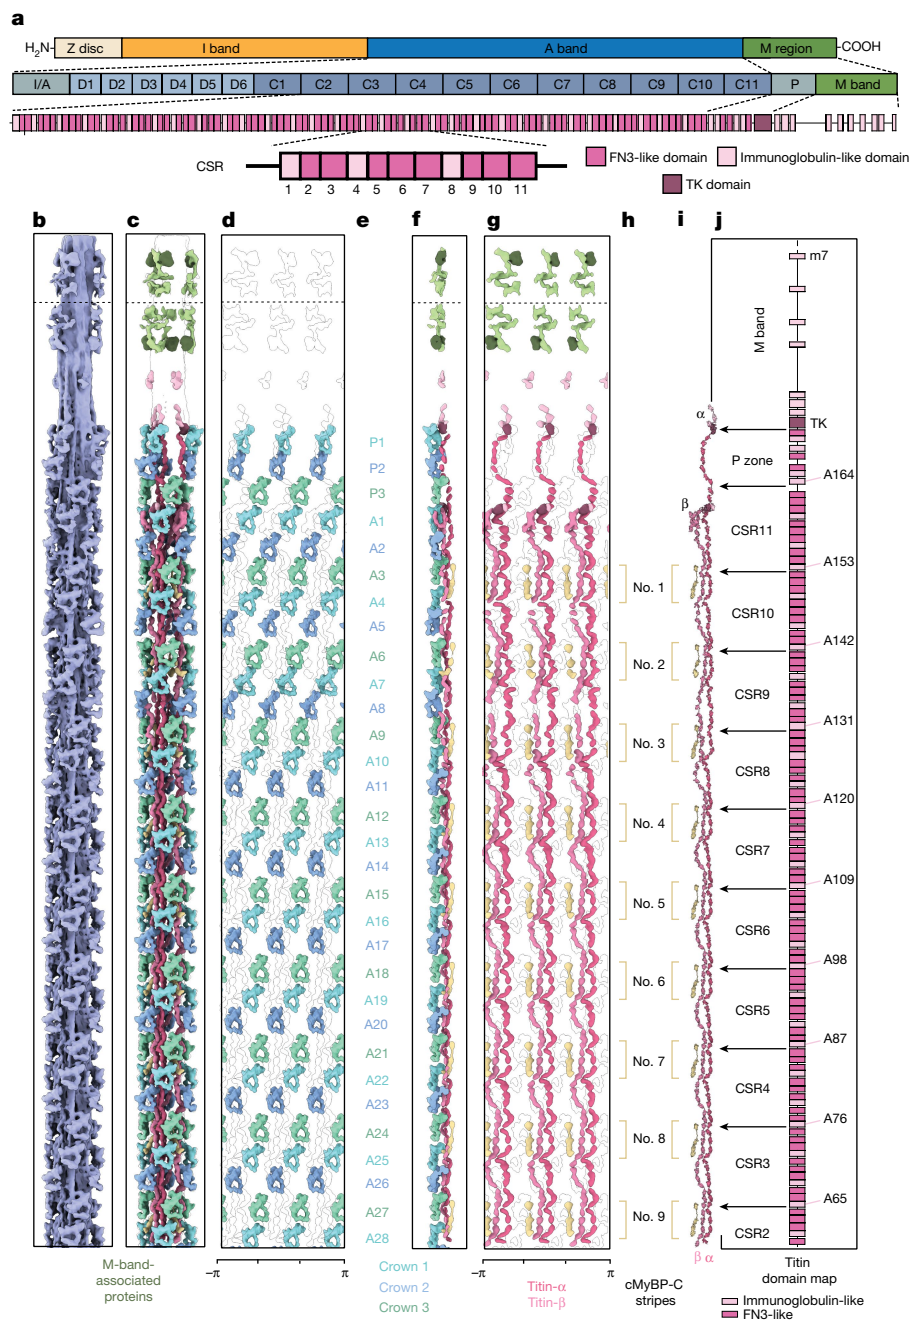 a
H₂N- Z disc I band A band M region -COOH
I/A D1 D2 D3 D4 D5 D6 C1 C2 C3 C4 C5 C6 C7 C8 C9 C10 C11 P M band
CSR
1 2 3 4 5 6 7 8 9 10 11
FN3-like domain
Immunoglobulin-like domain
TK domain
b c d e f g h i j
m7
M band
α
TK
P zone
A164
β
CSR11
A153
CSR10
A142
CSR9
A131
CSR8
A120
CSR7
A109
CSR6
A98
CSR5
A87
CSR4
A76
CSR3
A65
CSR2
P1
P2
P3
A1
A2
A3
A4
A5
A6
A7
A8
A9
A10
A11
A12
A13
A14
A15
A16
A17
A18
A19
A20
A21
A22
A23
A24
A25
A26
A27
A28
No. 1
No. 2
No. 3
No. 4
No. 5
No. 6
No. 7
No. 8
No. 9
β α
M-band-
associated
proteins
−π π
Crown 1
Crown 2
Crown 3
−π π
Titin-α
Titin-β
cMyBP-C
stripes
Titin
domain map
Immunoglobulin-like
FN3-like